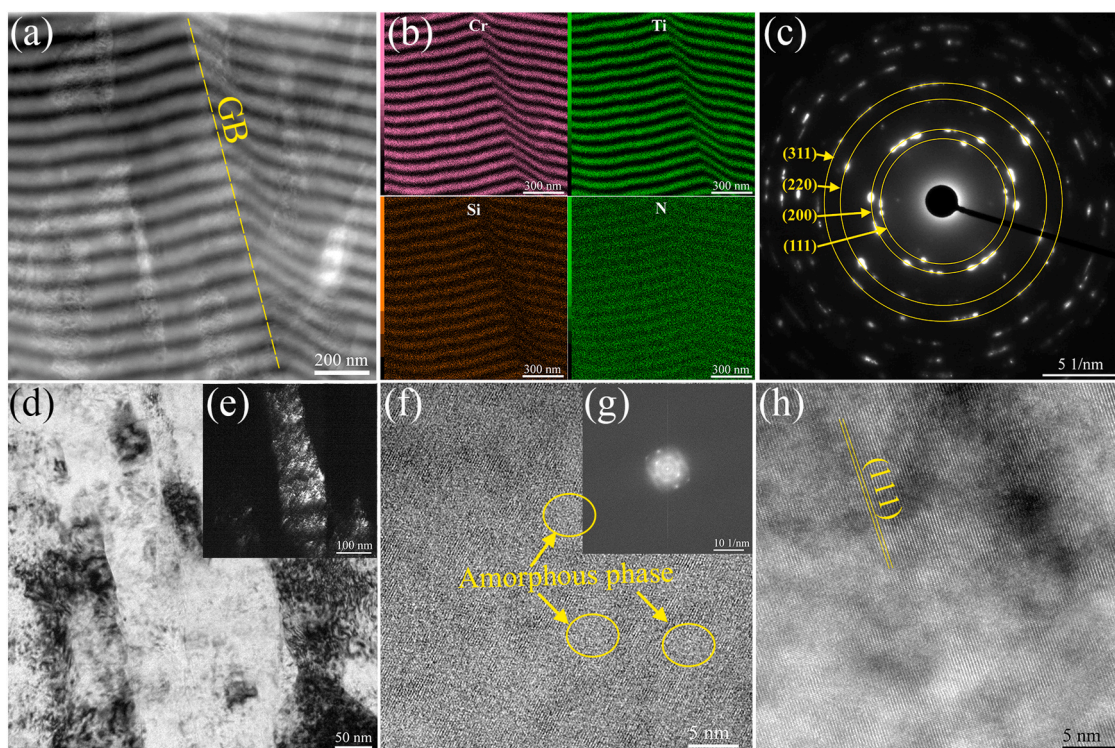 (a)
GB
200 nm
(b)
Cr
300 nm
Ti
300 nm
Si
300 nm
N
300 nm
(c)
(311)
(220)
(200)
(111)
5 1/nm
(d)
50 nm
(e)
100 nm
(f)
Amorphous phase
5 nm
(g)
10 1/nm
(h)
(111)
5 nm